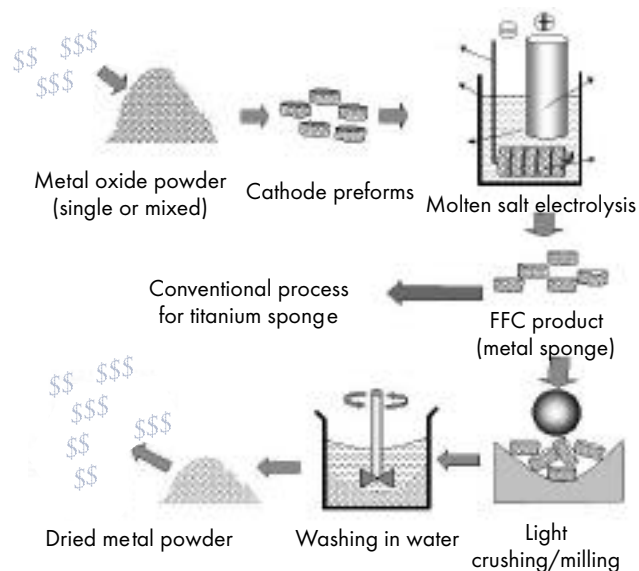 $$ $$$
$$$
Metal oxide powder
(single or mixed)
Cathode preforms
⊖ ⊕
Molten salt electrolysis
Conventional process
for titanium sponge
FFC product
(metal sponge)
$$ $$$
$$$
$$ $$$
$$
Dried metal powder
Washing in water
Light
crushing/milling